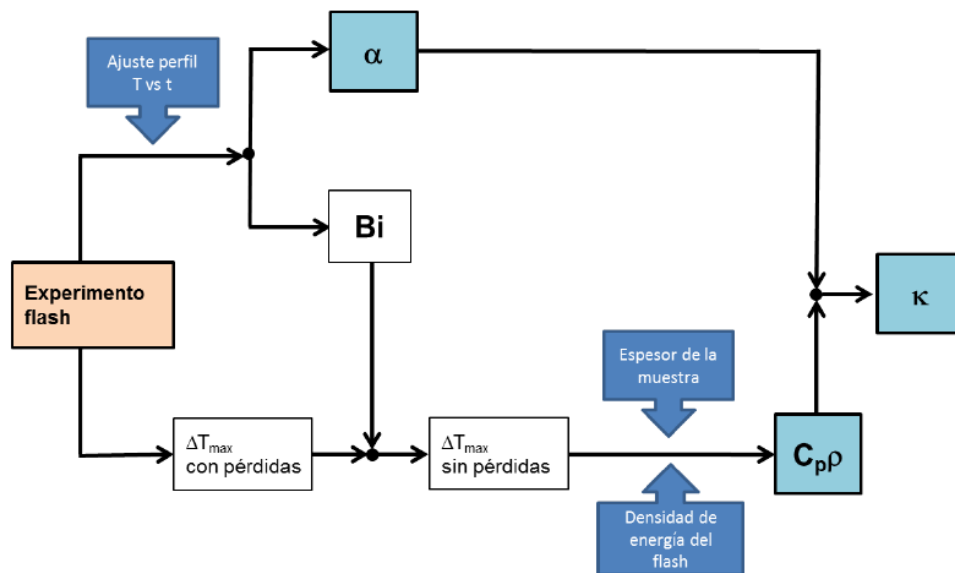 Ajuste perfil
T vs t
α
Bi
Experimento
flash
κ
Espesor de la
muestra
ΔTmax
con pérdidas
ΔTmax
sin pérdidas
Cpρ
Densidad de
energía del
flash